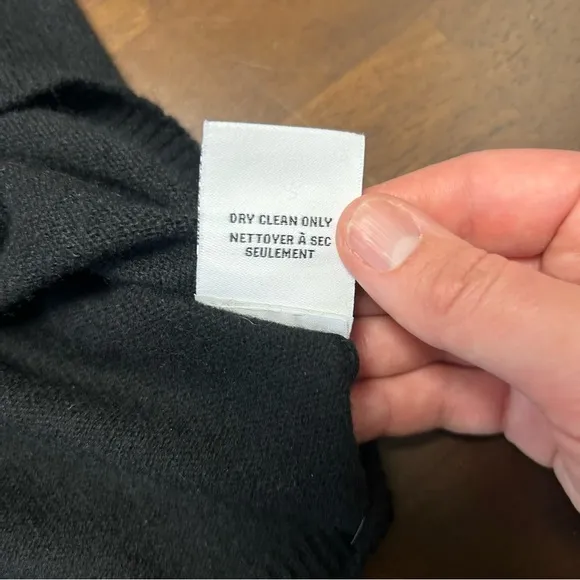 DRY CLEAN ONLY
NETTOYER À SEC
SEULEMENT